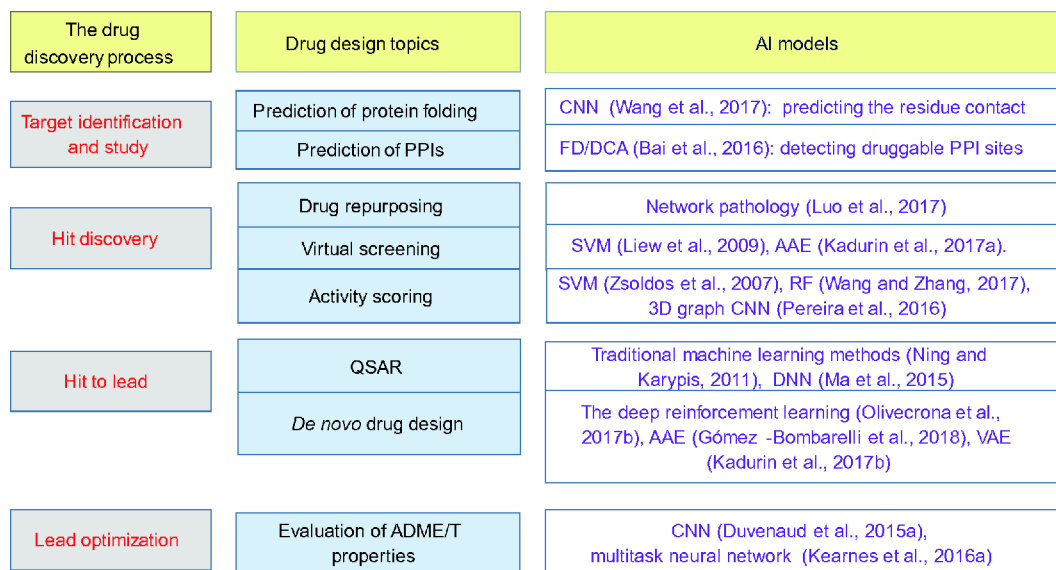 The drug
discovery process
Drug design topics
AI models
Target identification
and study
Prediction of protein folding
CNN (Wang et al., 2017): predicting the residue contact
Prediction of PPIs
FD/DCA (Bai et al., 2016): detecting druggable PPI sites
Hit discovery
Drug repurposing
Network pathology (Luo et al., 2017)
Virtual screening
SVM (Liew et al., 2009), AAE (Kadurin et al., 2017a).
Activity scoring
SVM (Zsoldos et al., 2007), RF (Wang and Zhang, 2017),
3D graph CNN (Pereira et al., 2016)
Hit to lead
QSAR
Traditional machine learning methods (Ning and
Karypis, 2011), DNN (Ma et al., 2015)
De novo drug design
The deep reinforcement learning (Olivecrona et al.,
2017b), AAE (Gómez -Bombarelli et al., 2018), VAE
(Kadurin et al., 2017b)
Lead optimization
Evaluation of ADME/T
properties
CNN (Duvenaud et al., 2015a),
multitask neural network (Kearnes et al., 2016a)